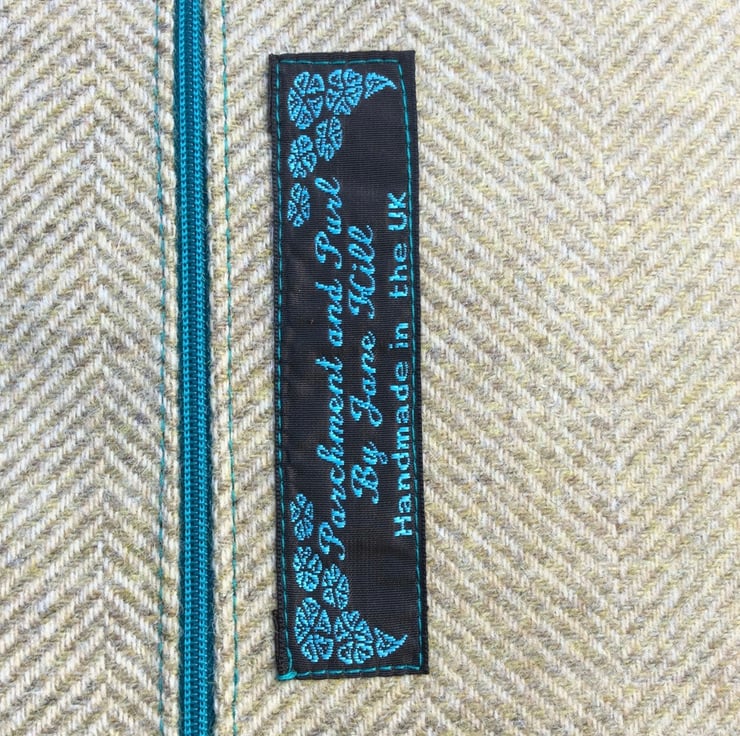 Parchment and Purl
By Jane Hill
Handmade in the UK